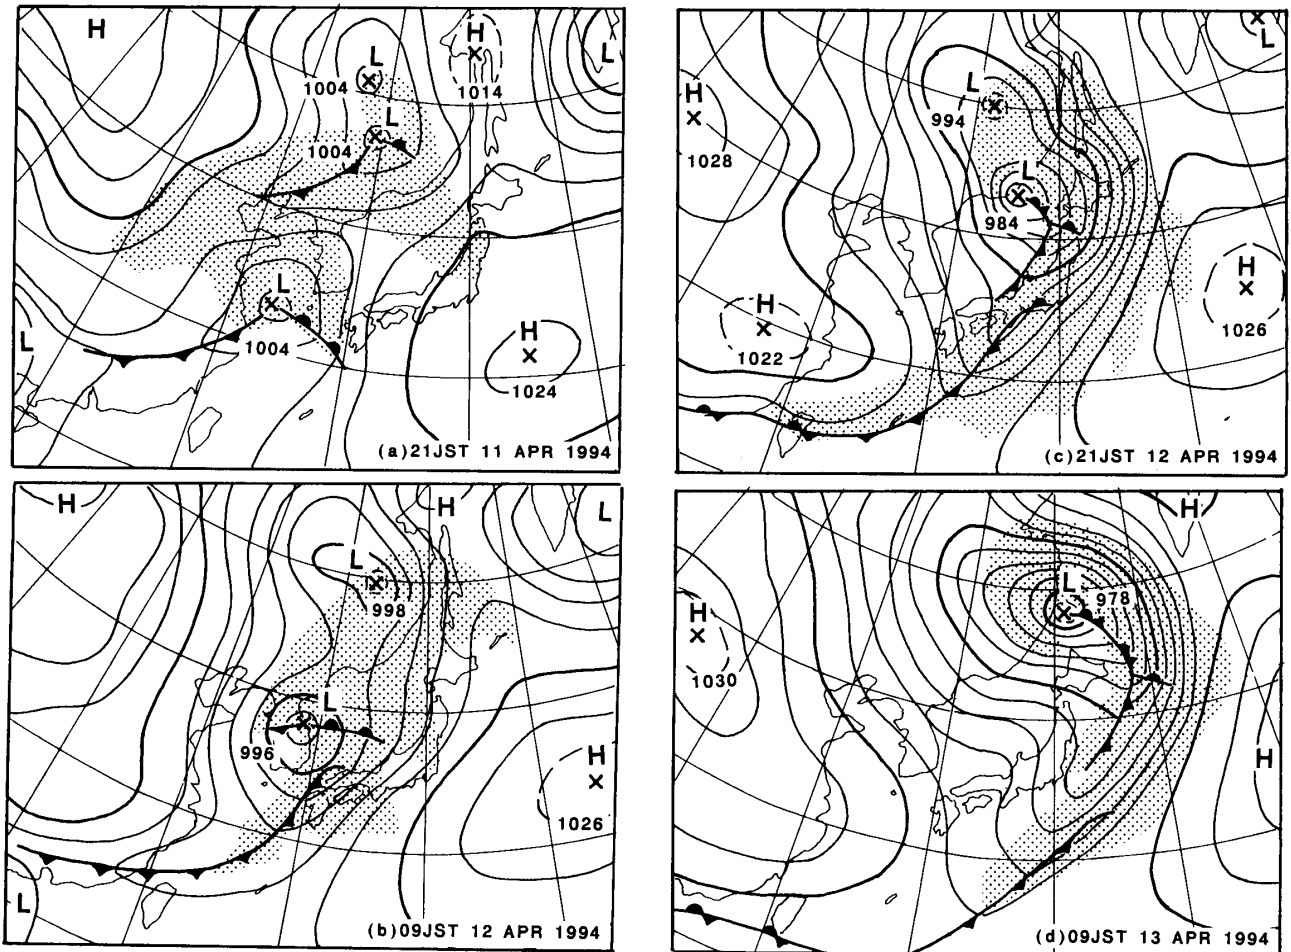 H
L
H
L
1004
1014
L
1004
L
L
1004
H
1024
(a)21JST 11 APR 1994
H
H
L
L
998
L
996
H
1026
L
(b)09JST 12 APR 1994
L
H
L
994
1028
L
984
H
1026
H
1022
(c)21JST 12 APR 1994
H
L
978
H
1030
H
(d)09JST 13 APR 1994